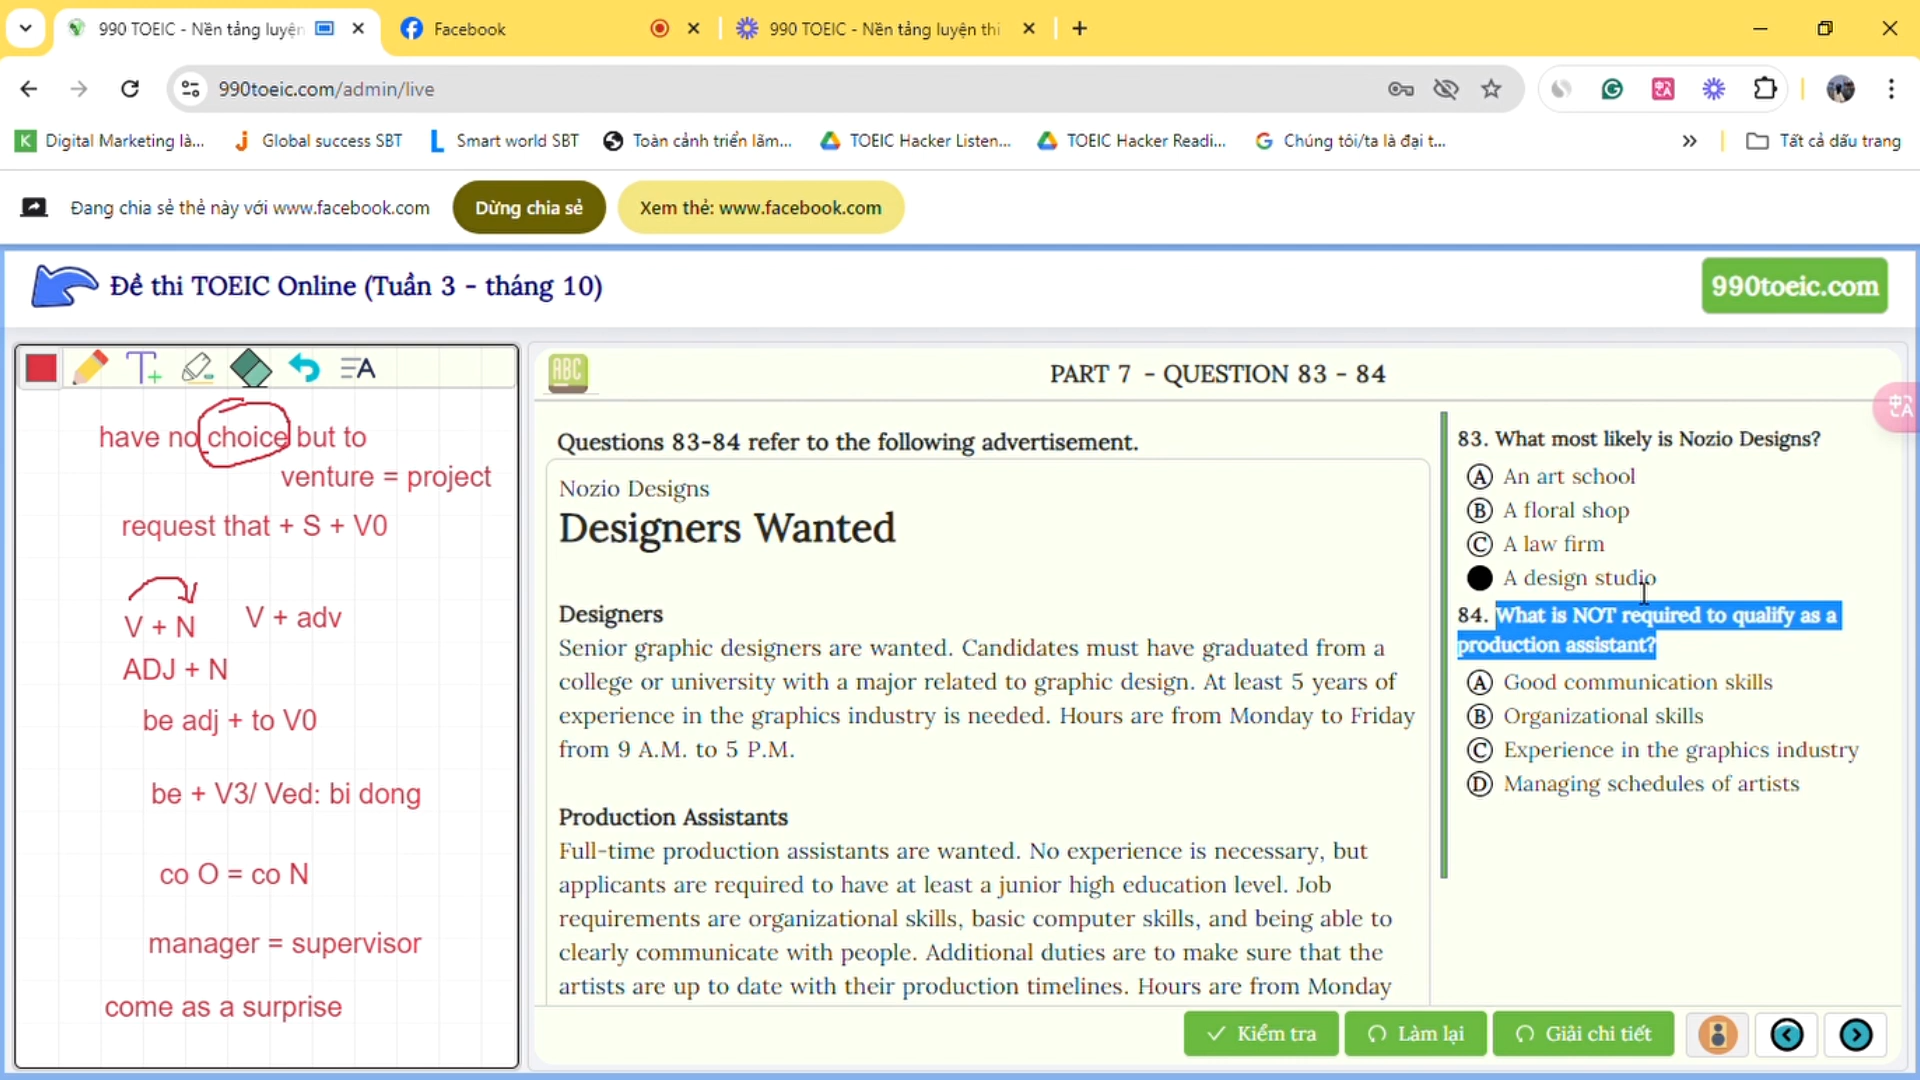 990 TOEIC - Nền tảng luyện
Facebook
990 TOEIC - Nền tảng luyện thi
990toeic.com/admin/live
Digital Marketing là...
Global success SBT
Smart world SBT
Toàn cảnh triển lãm...
TOEIC Hacker Listen...
TOEIC Hacker Readi...
Chúng tôi/ta là đại t...
Tất cả dấu trang
Đang chia sẻ thẻ này với www.facebook.com
Dừng chia sẻ
Xem thẻ: www.facebook.com
Đề thi TOEIC Online (Tuần 3 - tháng 10)
990toeic.com
have no choice but to
venture = project
request that + S + V0
V + N
V + adv
ADJ + N
be adj + to V0
be + V3/ Ved: bi dong
co O = co N
manager = supervisor
come as a surprise
ABC
PART 7 - QUESTION 83 - 84
Questions 83-84 refer to the following advertisement.
Nozio Designs
Designers Wanted
Designers
Senior graphic designers are wanted. Candidates must have graduated from a
college or university with a major related to graphic design. At least 5 years of
experience in the graphics industry is needed. Hours are from Monday to Friday
from 9 A.M. to 5 P.M.
Production Assistants
Full-time production assistants are wanted. No experience is necessary, but
applicants are required to have at least a junior high education level. Job
requirements are organizational skills, basic computer skills, and being able to
clearly communicate with people. Additional duties are to make sure that the
artists are up to date with their production timelines. Hours are from Monday
83. What most likely is Nozio Designs?
A An art school
B A floral shop
C A law firm
A design studio
84. What is NOT required to qualify as a
production assistant?
A Good communication skills
B Organizational skills
C Experience in the graphics industry
D Managing schedules of artists
Kiểm tra
Làm lại
Giải chi tiết